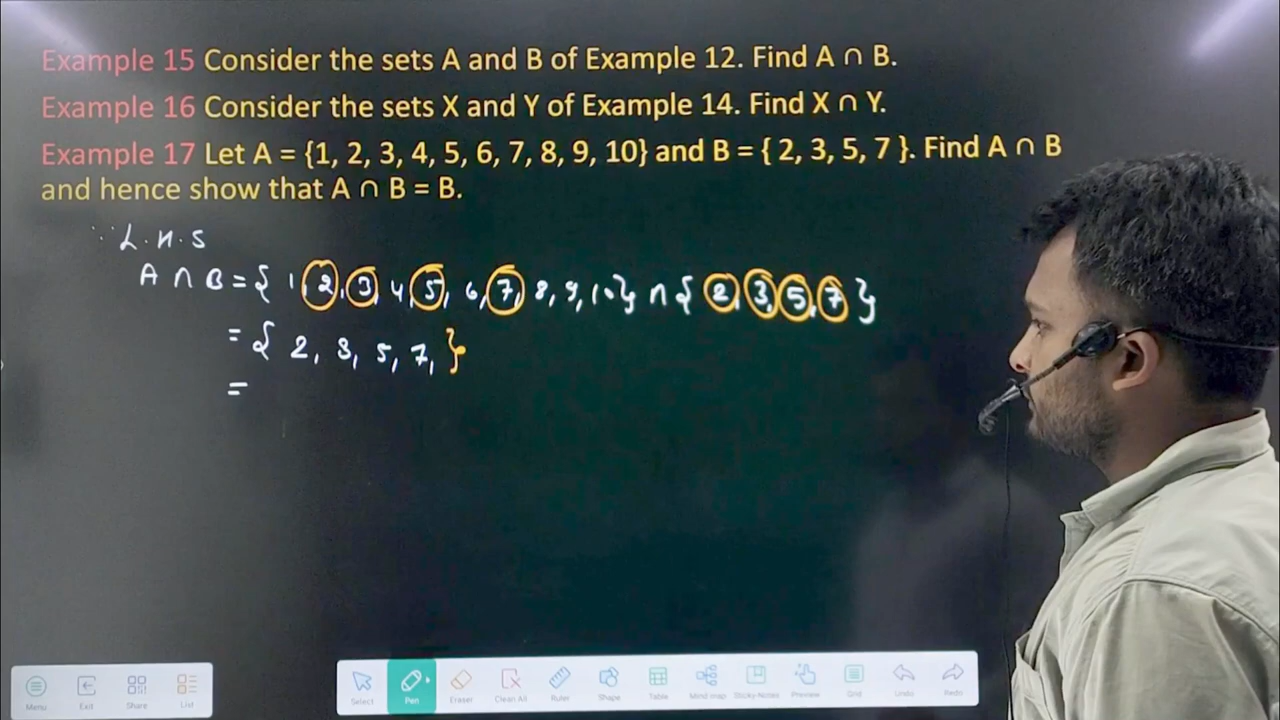 Example 15 Consider the sets A and B of Example 12. Find A ∩ B.
Example 16 Consider the sets X and Y of Example 14. Find X ∩ Y.
Example 17 Let A = {1, 2, 3, 4, 5, 6, 7, 8, 9, 10} and B = { 2, 3, 5, 7 }. Find A ∩ B
and hence show that A ∩ B = B.
∵ L.H.S
A ∩ B = { 1, 2, 3, 4, 5, 6, 7, 8, 9, 10} ∩ { 2, 3, 5, 7 }
= { 2, 3, 5, 7, }
=
Menu Exit Share List Select Pen Eraser Clean All Ruler Shape Table Mind map Sticky-Notes Preview Grid Undo Redo